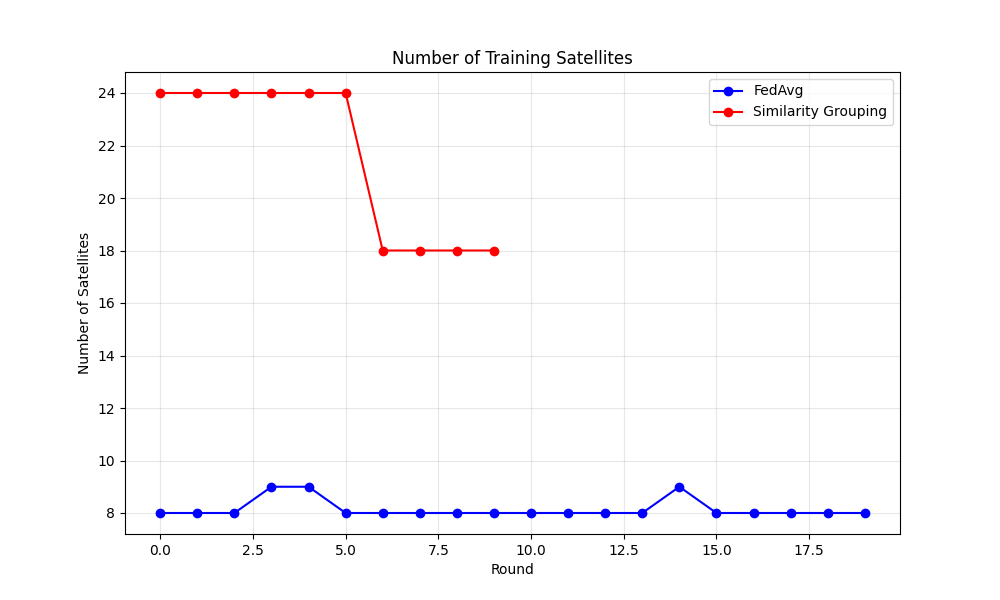 Number of Training Satellites
FedAvg
Similarity Grouping
Number of Satellites
24
22
20
18
16
14
12
10
8
0.0 2.5 5.0 7.5 10.0 12.5 15.0 17.5
Round